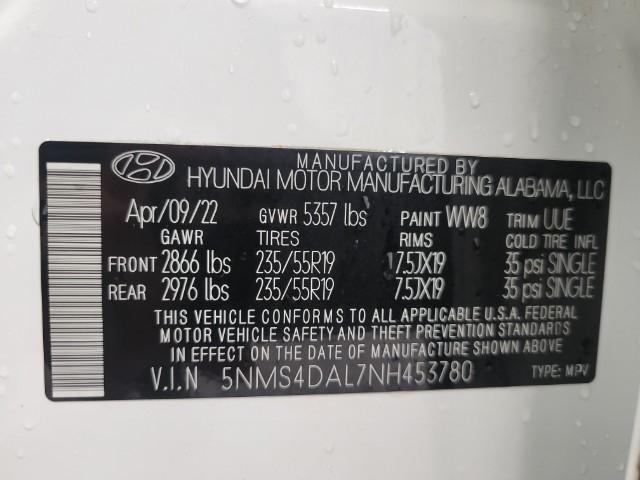 MANUFACTURED BY
HYUNDAI MOTOR MANUFACTURING ALABAMA, LLC
Apr/09/22 GVWR 5357 lbs PAINT WW8 TRIM UUE
GAWR TIRES RIMS COLD TIRE INFL
FRONT 2866 lbs 235/55R19 17.5JX19 35 psi SINGLE
REAR 2976 lbs 235/55R19 7.5JX19 35 psi SINGLE
THIS VEHICLE CONFORMS TO ALL APPLICABLE U.S.A. FEDERAL
MOTOR VEHICLE SAFETY AND THEFT PREVENTION STANDARDS
IN EFFECT ON THE DATE OF MANUFACTURE SHOWN ABOVE.
V.I.N 5NMS4DAL7NH453780 TYPE: MPV